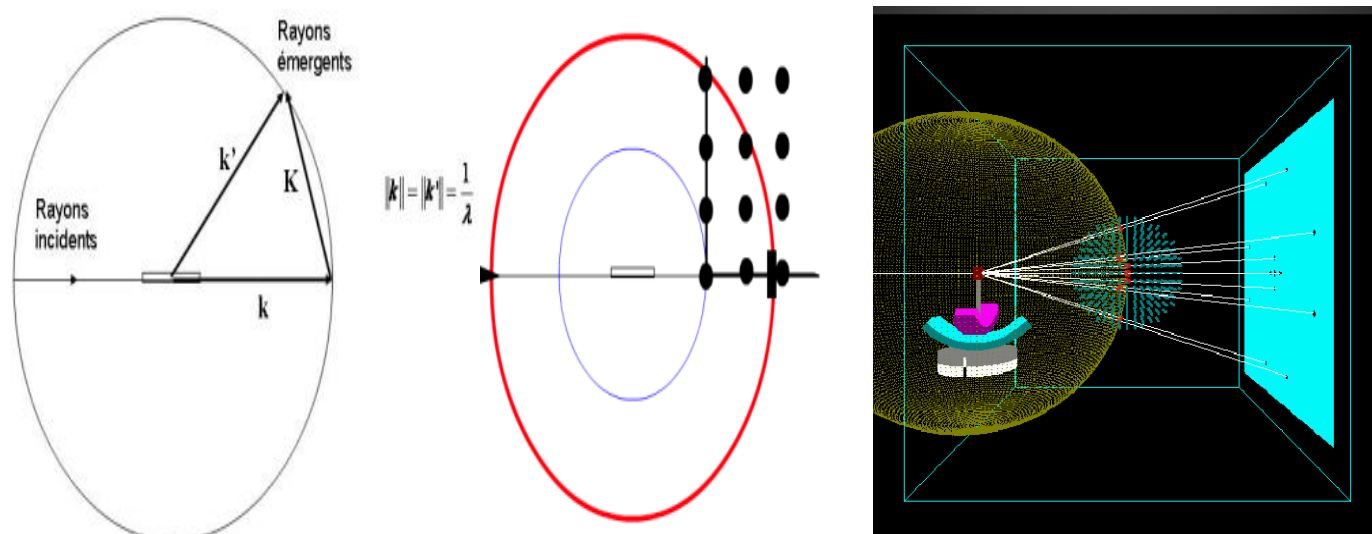 Rayons
émergents
k'
K
Rayons
incidents
k
‖k‖ = ‖k'‖ = 1/λ